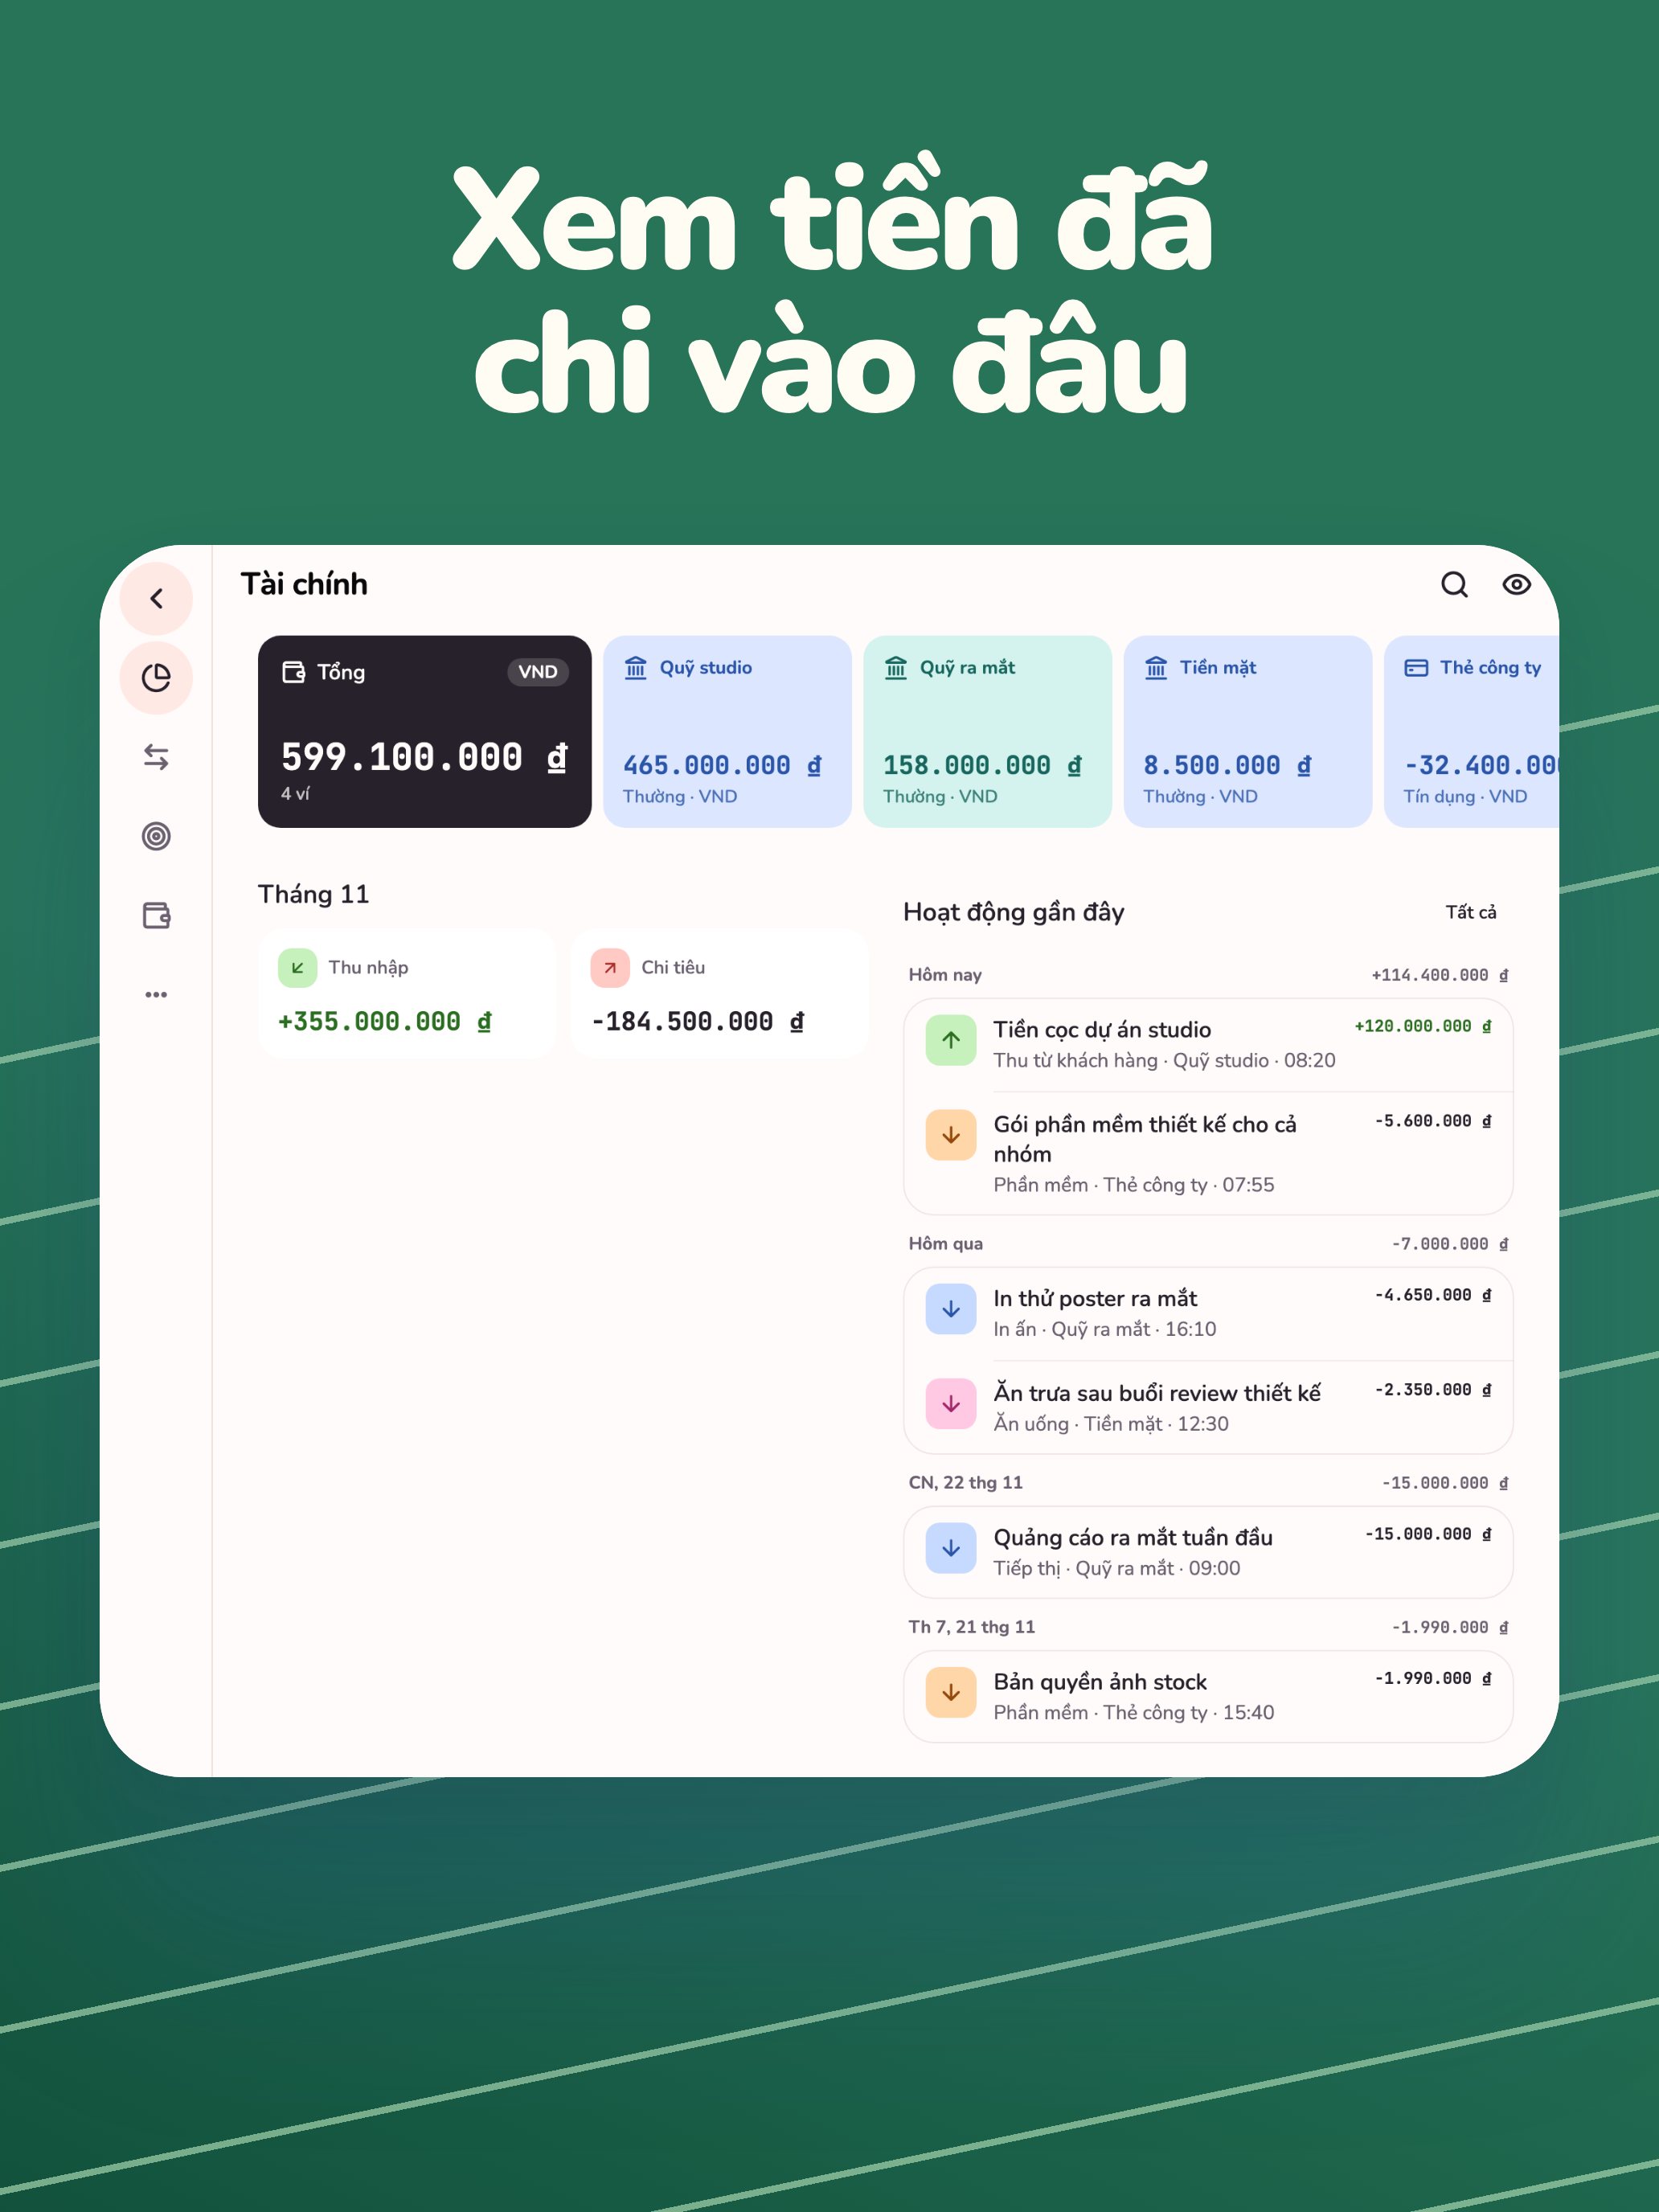 Xem tiền đã
chi vào đâu
Tài chính
Tổng
VND
599.100.000 ₫
4 ví
Quỹ studio
465.000.000 ₫
Thường · VND
Quỹ ra mắt
158.000.000 ₫
Thường · VND
Tiền mặt
8.500.000 ₫
Thường · VND
Thẻ công ty
-32.400.00
Tín dụng · VND
Tháng 11
Thu nhập
+355.000.000 ₫
Chi tiêu
-184.500.000 ₫
Hoạt động gần đây
Tất cả
Hôm nay
+114.400.000 ₫
Tiền cọc dự án studio
+120.000.000 ₫
Thu từ khách hàng · Quỹ studio · 08:20
Gói phần mềm thiết kế cho cả
nhóm
-5.600.000 ₫
Phần mềm · Thẻ công ty · 07:55
Hôm qua
-7.000.000 ₫
In thử poster ra mắt
-4.650.000 ₫
In ấn · Quỹ ra mắt · 16:10
Ăn trưa sau buổi review thiết kế
-2.350.000 ₫
Ăn uống · Tiền mặt · 12:30
CN, 22 thg 11
-15.000.000 ₫
Quảng cáo ra mắt tuần đầu
-15.000.000 ₫
Tiếp thị · Quỹ ra mắt · 09:00
Th 7, 21 thg 11
-1.990.000 ₫
Bản quyền ảnh stock
-1.990.000 ₫
Phần mềm · Thẻ công ty · 15:40